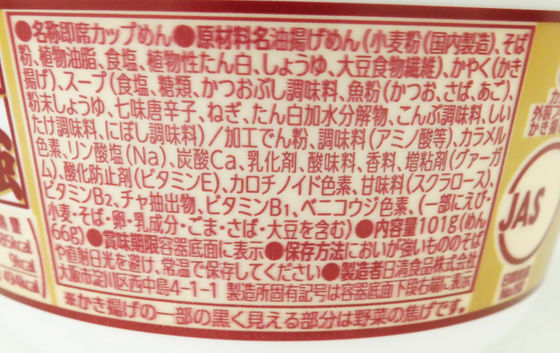 ●名称即席カップめん●原材料名油揚げめん(小麦粉(国内製造)、そば
粉、植物油脂、食塩、植物性たん白、しょうゆ、大豆食物繊維)、かやく(かき
揚げ)、スープ(食塩、糖類、かつおぶし調味料、魚粉(かつお、さば、あご)、
粉末しょうゆ、七味唐辛子、ねぎ、たん白加水分解物、こんぶ調味料、しい
たけ調味料、にぼし調味料)/加工でん粉、調味料(アミノ酸等)、カラメル
色素、リン酸塩(Na)、炭酸Ca、乳化剤、酸味料、香料、増粘剤(グァーガ
ム)、酸化防止剤(ビタミンE)、カロチノイド色素、甘味料(スクラロース)、
ビタミンB₂、チャ抽出物、ビタミンB₁、ベニコウジ色素、(一部にえび・
小麦・そば・卵・乳成分・ごま・さば・大豆を含む)●内容量101g(めん
66g)●賞味期限容器底面に表示●保存方法においが強いもののそば
や直射日光を避け、常温で保存してください●製造者日清食品株式会社
大阪市淀川区西中島4-1-1 製造所固有記号は容器底面下段右端に表示
※かき揚げの一部の黒く見える部分は野菜の焦げです。
JAS